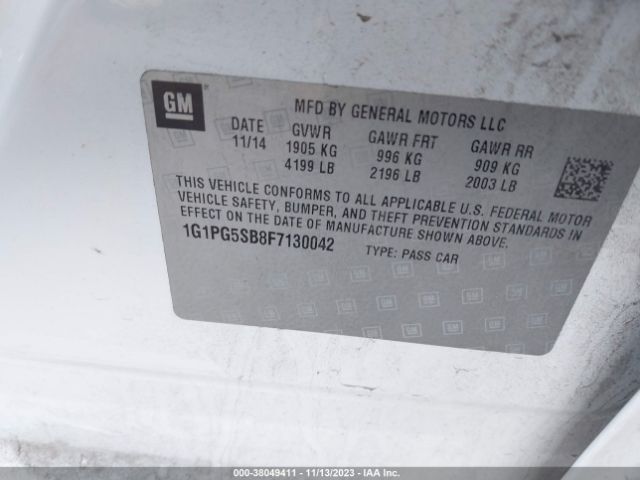 GM
MFD BY GENERAL MOTORS LLC
DATE GVWR GAWR FRT GAWR RR
11/14 1905 KG 996 KG 909 KG
4199 LB 2196 LB 2003 LB
THIS VEHICLE CONFORMS TO ALL APPLICABLE U.S. FEDERAL MOTOR
VEHICLE SAFETY, BUMPER, AND THEFT PREVENTION STANDARDS IN
EFFECT ON THE DATE OF MANUFACTURE SHOWN ABOVE.
1G1PG5SB8F7130042 TYPE: PASS CAR
000-38049411 - 11/13/2023 - IAA Inc.